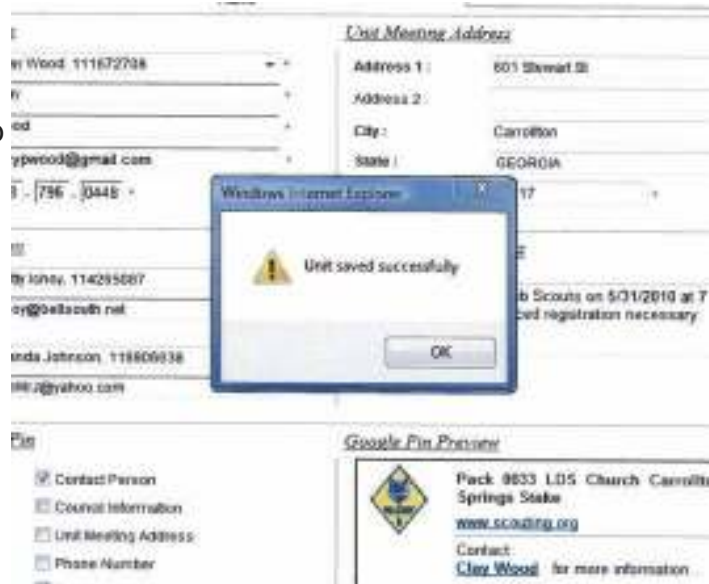 Unit Meeting Address
Wood, 111672708
Address 1 : 601 Stewart St
Address 2
City : Carrollton
ypwood@gmail.com
State : GEORGIA
796 - 0448
17
Windows Internet Explorer
Unit saved successfully
OK
@bellsouth.net
b Scouts on 5/31/2010 at 7
registration necessary
nda Johnson,
@yahoo.com
Pin
Google Pin Preview
Contact Person
Council Information
Unit Meeting Address
Phone Number
Pack 0033 LDS Church Carrollto
Springs Stake
www.scouting.org
Contact
Clay Wood for more information